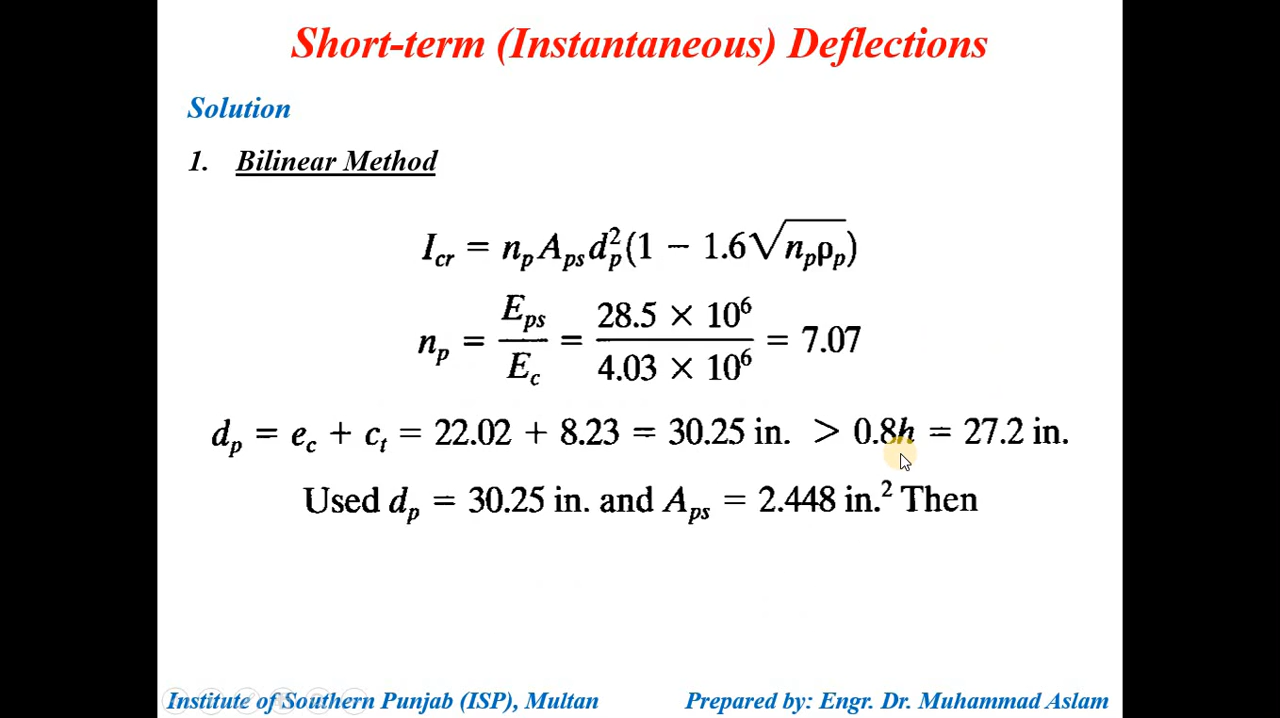 Short-term (Instantaneous) Deflections
Solution
1. Bilinear Method
I_cr = n_p A_ps d_p^2 (1 − 1.6√(n_p ρ_p))
n_p = E_ps / E_c = 28.5 × 10^6 / 4.03 × 10^6 = 7.07
d_p = e_c + c_t = 22.02 + 8.23 = 30.25 in. > 0.8h = 27.2 in.
Used d_p = 30.25 in. and A_ps = 2.448 in.² Then
Institute of Southern Punjab (ISP), Multan Prepared by: Engr. Dr. Muhammad Aslam